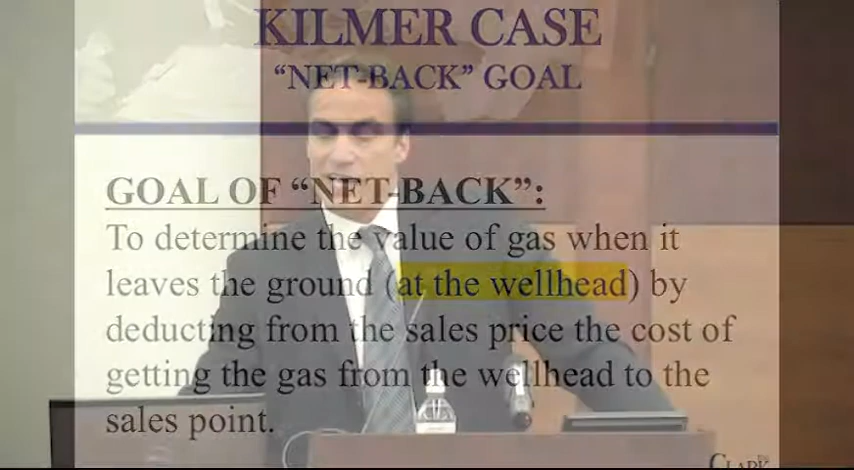 KILMER CASE
“NET-BACK” GOAL
GOAL OF “NET-BACK”:
To determine the value of gas when it
leaves the ground (at the wellhead) by
deducting from the sales price the cost of
getting the gas from the wellhead to the
sales point.
CLARK